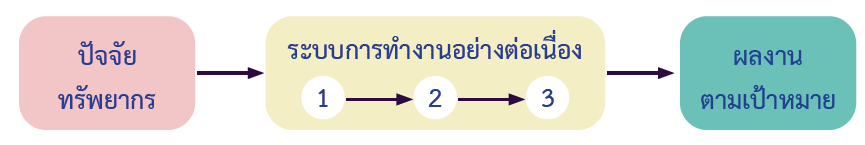 ปัจจัย
ทรัพยากร
ระบบการทำงานอย่างต่อเนื่อง
1 2 3
ผลงาน
ตามเป้าหมาย